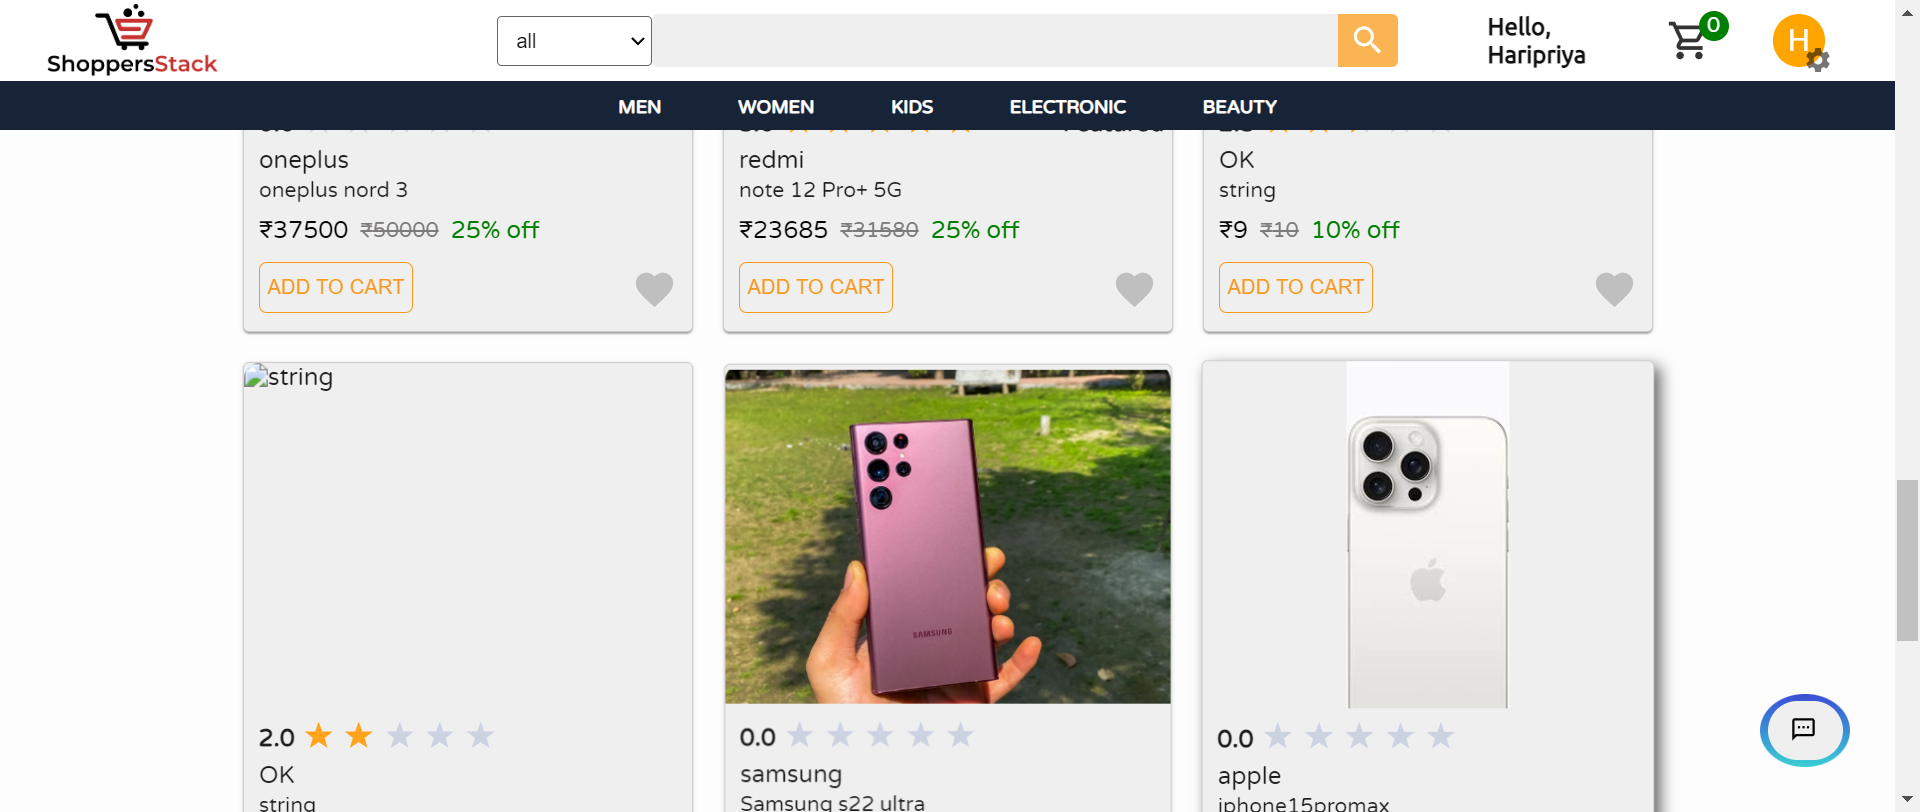 ShoppersStack
all
Hello,
Haripriya
0
H
MEN WOMEN KIDS ELECTRONIC BEAUTY
oneplus
oneplus nord 3
₹37500 ₹50000 25% off
ADD TO CART
redmi
note 12 Pro+ 5G
₹23685 ₹31580 25% off
ADD TO CART
OK
string
₹9 ₹10 10% off
ADD TO CART
string
2.0
OK
string
SAMSUNG
0.0
samsung
Samsung s22 ultra
0.0
apple
iphone15promax